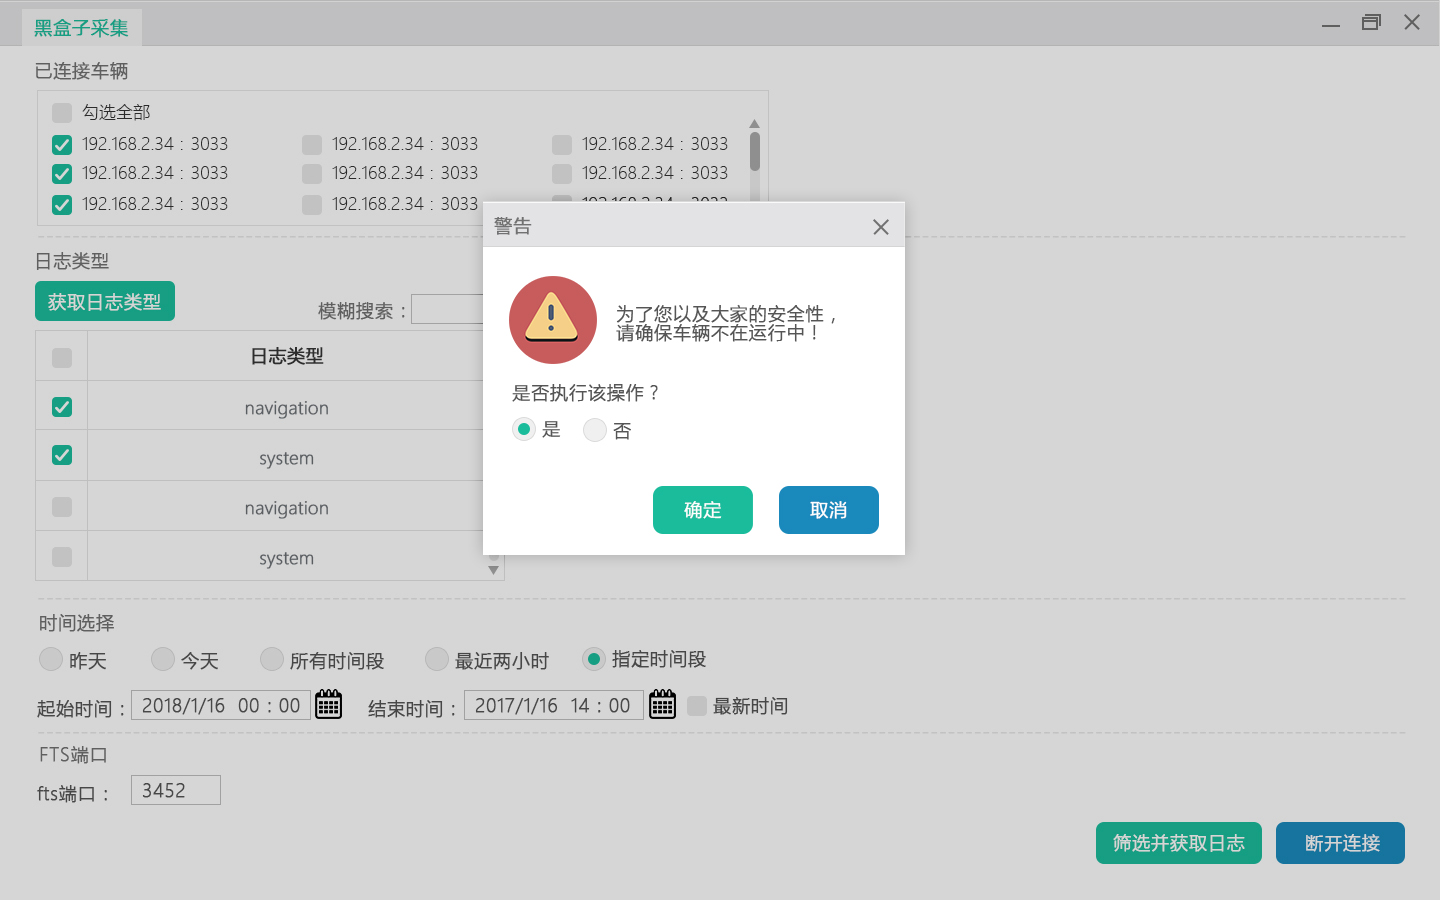 黑盒子采集
已连接车辆
勾选全部
192.168.2.34 : 3033 192.168.2.34 : 3033 192.168.2.34 : 3033
192.168.2.34 : 3033 192.168.2.34 : 3033 192.168.2.34 : 3033
192.168.2.34 : 3033 192.168.2.34 : 3033
日志类型
获取日志类型
模糊搜索：
日志类型
navigation
system
navigation
system
警告
为了您以及大家的安全性，
请确保车辆不在运行中！
是否执行该操作？
是 否
确定 取消
时间选择
昨天 今天 所有时间段 最近两小时 指定时间段
起始时间： 2018/1/16 00 : 00 结束时间： 2017/1/16 14 : 00 最新时间
FTS端口
fts端口： 3452
筛选并获取日志 断开连接